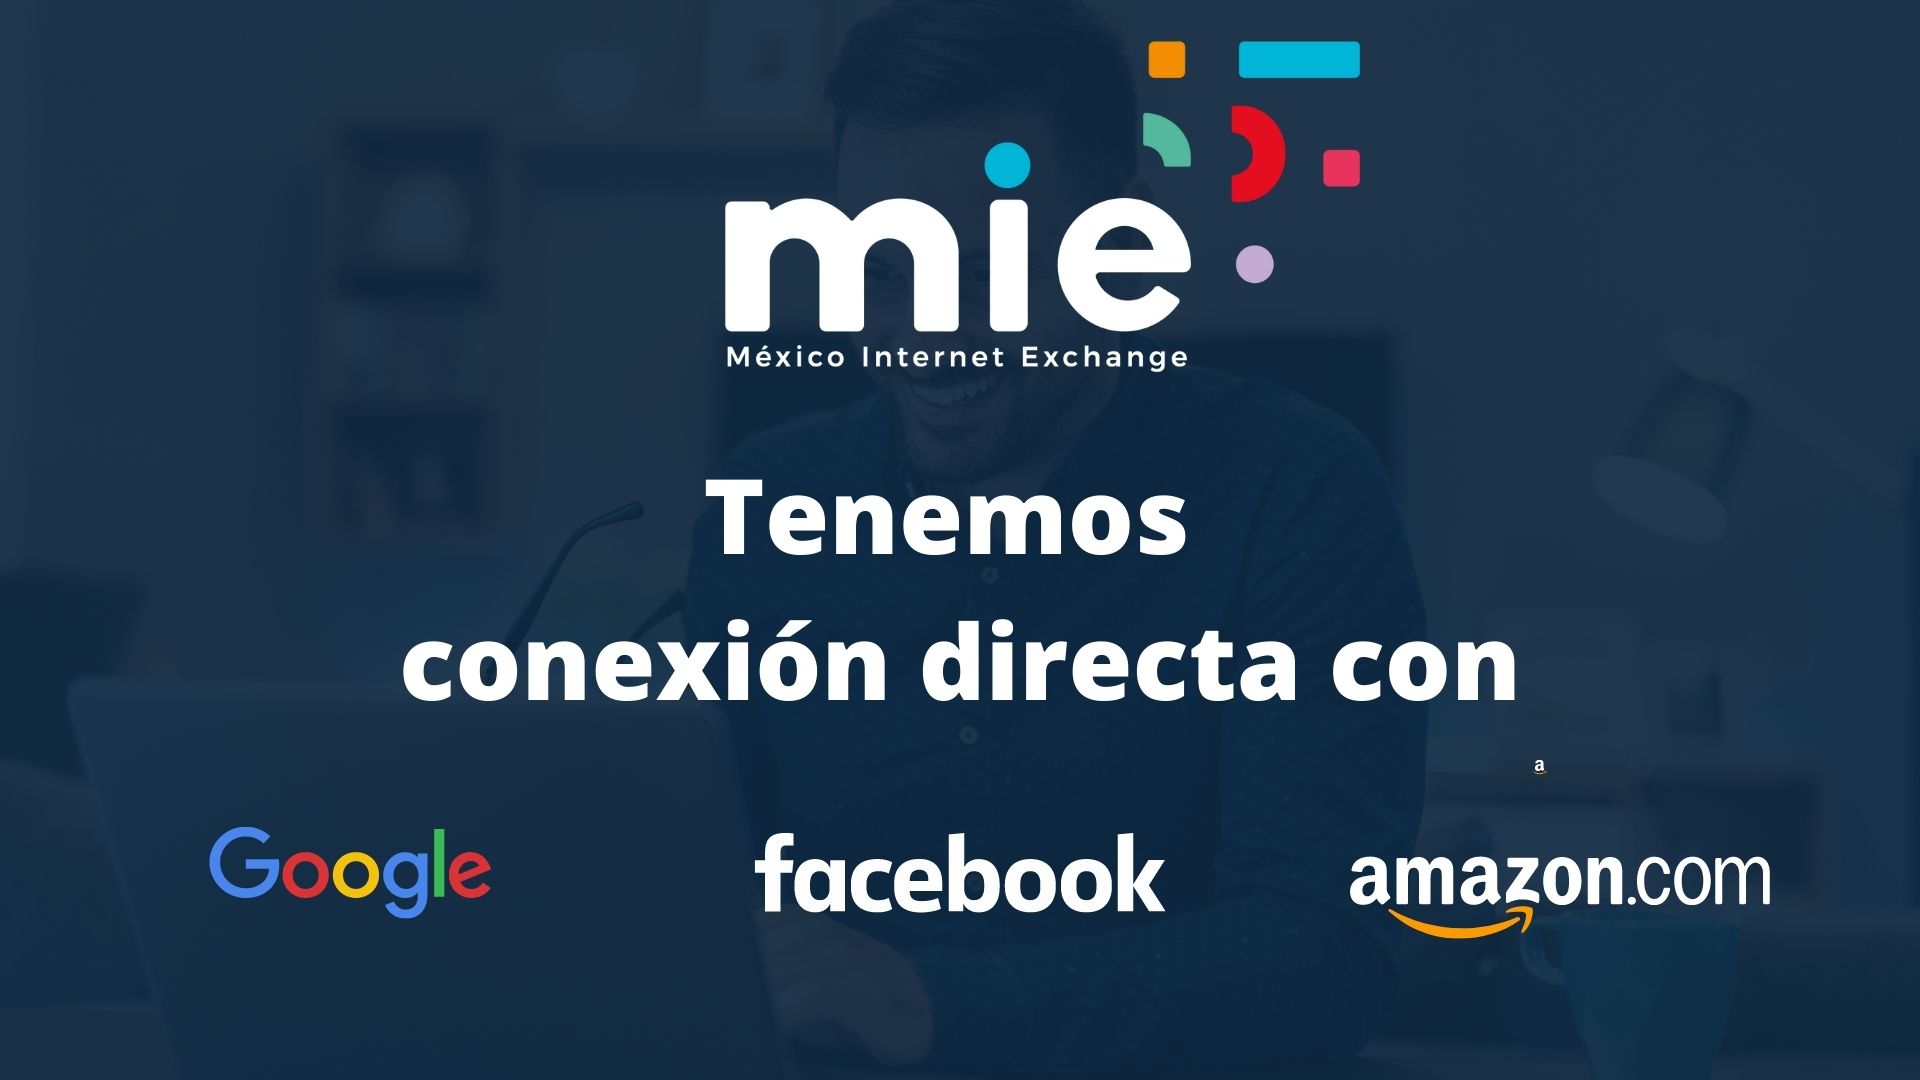 mie
México Internet Exchange
Tenemos
conexión directa con
a
Google
facebook
amazon.com